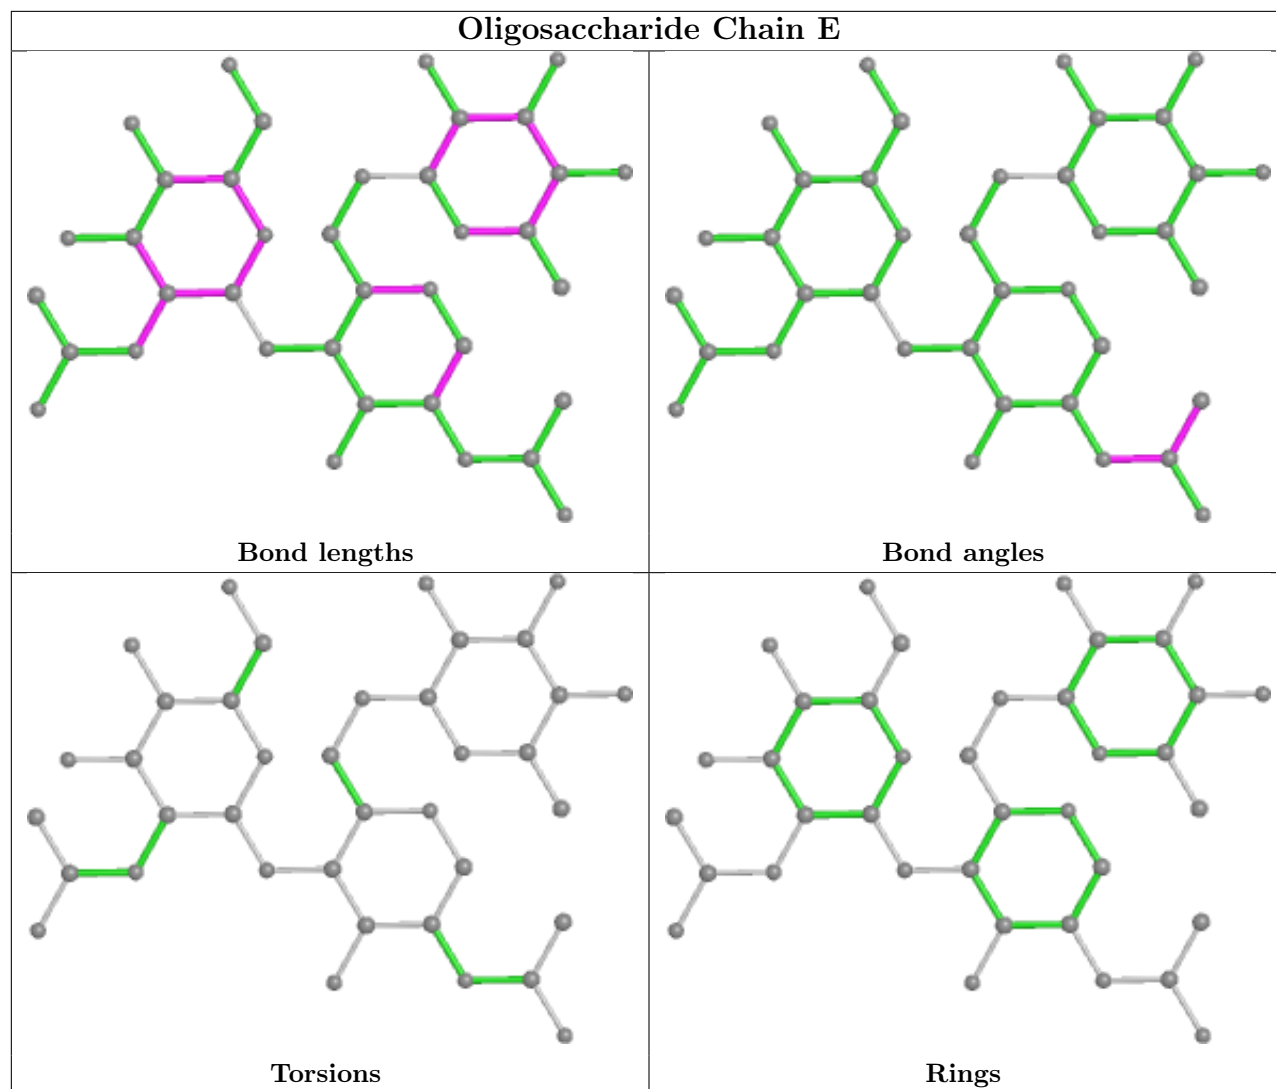 Oligosaccharide Chain E
Bond lengths
Bond angles
Torsions
Rings